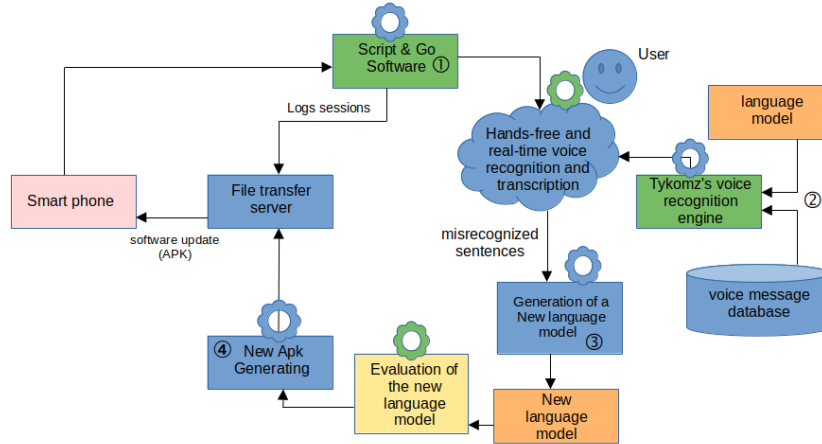 Script & Go
Software ①
User
Logs sessions
language
model
Hands-free and
real-time voice
recognition and
transcription
Tykomz's voice
recognition
engine
②
Smart phone
File transfer
server
software update
(APK)
misrecognized
sentences
voice message
database
Generation of a
New language
model
③
④
New Apk
Generating
Evaluation of
the new
language
model
New
language
model